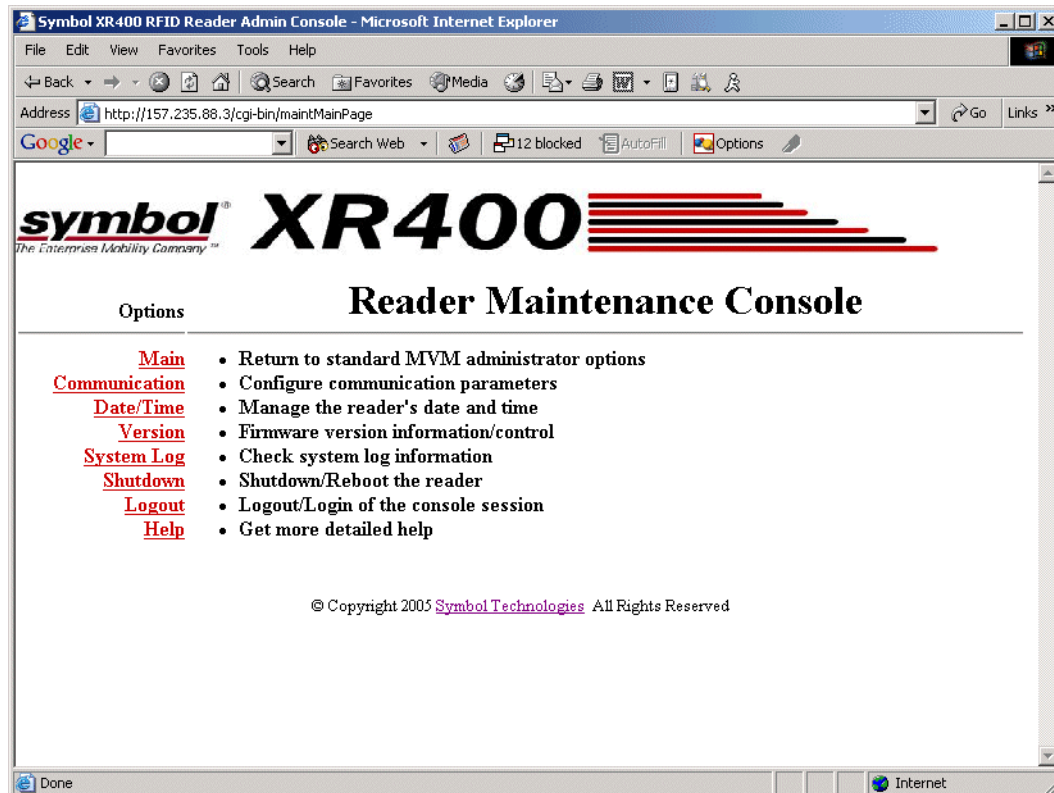 Symbol XR400 RFID Reader Admin Console - Microsoft Internet Explorer
File Edit View Favorites Tools Help
Back Search Favorites Media
Address http://157.235.88.3/cgi-bin/maintMainPage Go Links »
Google Search Web 12 blocked AutoFill Options
symbol® XR400
The Enterprise Mobility Company ™
Options Reader Maintenance Console
Main • Return to standard MVM administrator options
Communication • Configure communication parameters
Date/Time • Manage the reader's date and time
Version • Firmware version information/control
System Log • Check system log information
Shutdown • Shutdown/Reboot the reader
Logout • Logout/Login of the console session
Help • Get more detailed help
© Copyright 2005 Symbol Technologies All Rights Reserved
Done Internet